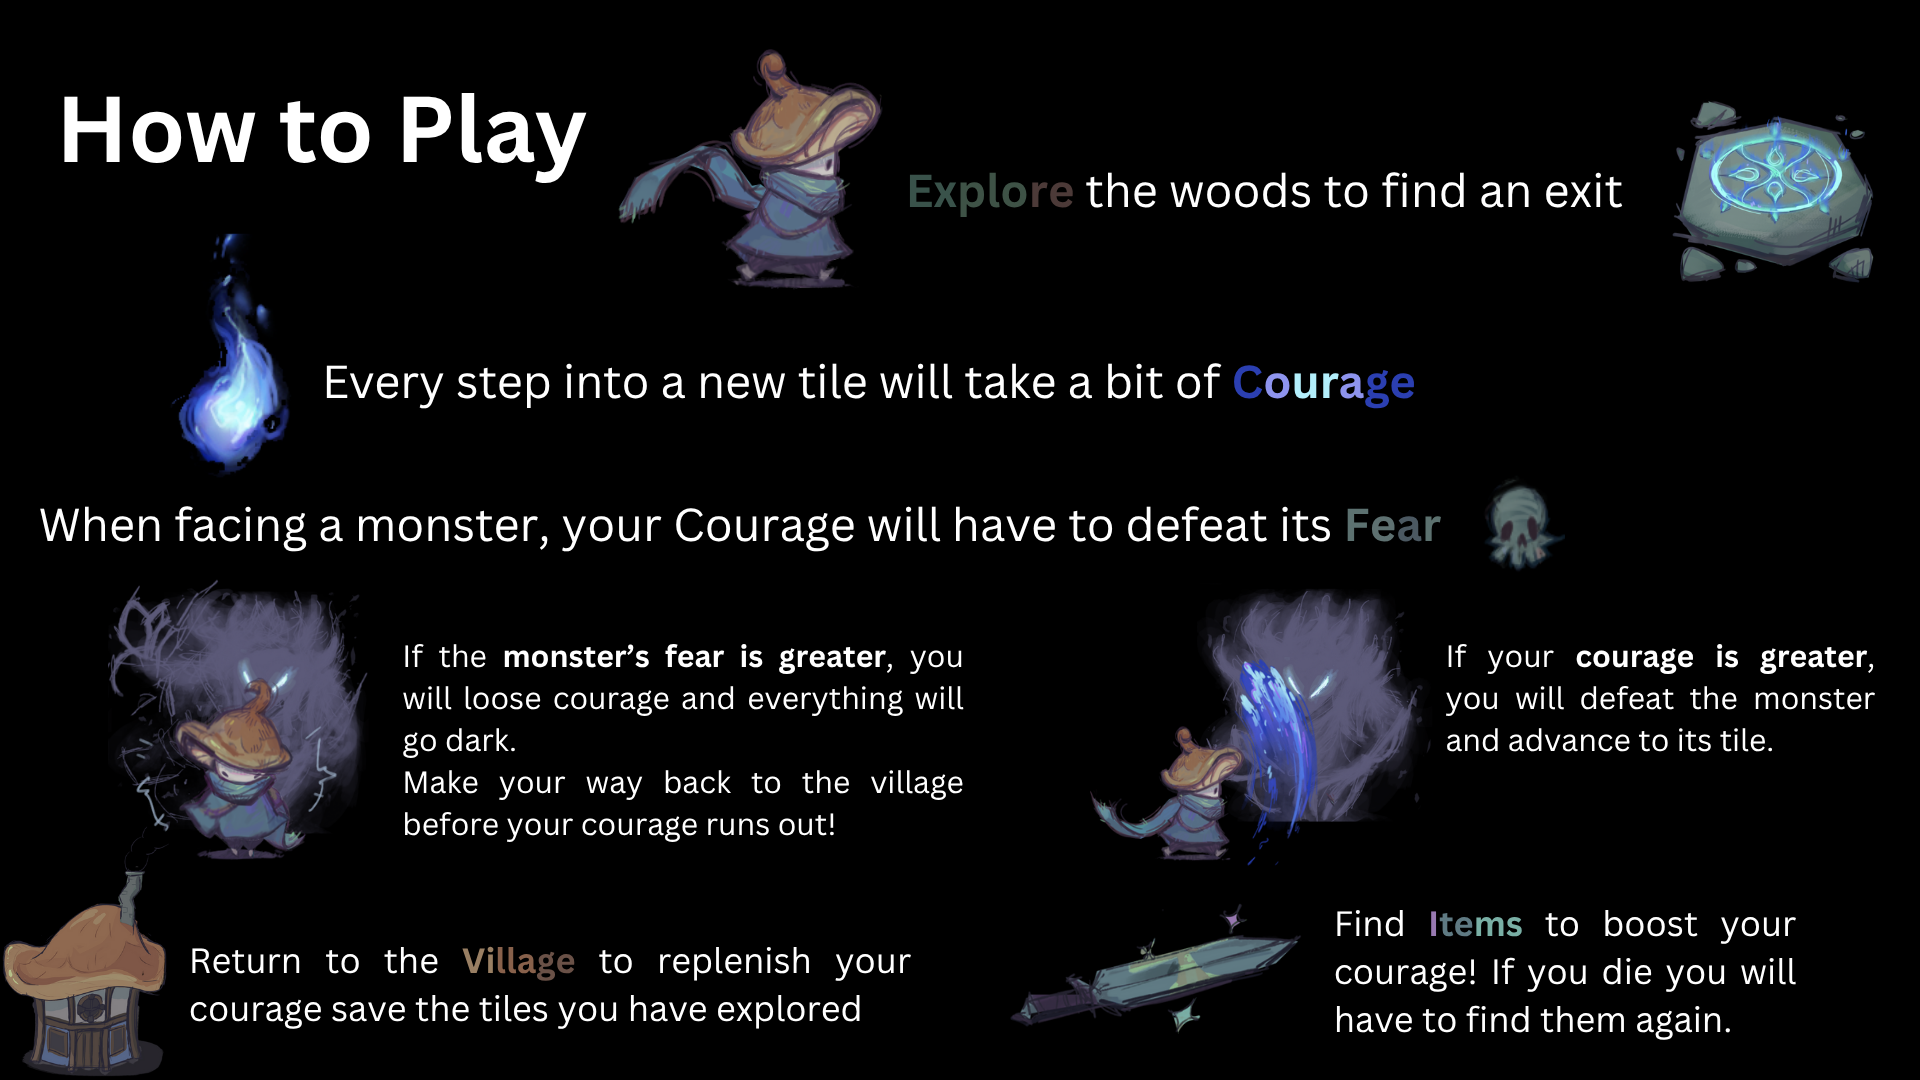 How to Play
Explore the woods to find an exit
Every step into a new tile will take a bit of Courage
When facing a monster, your Courage will have to defeat its Fear
If the monster’s fear is greater, you
will loose courage and everything will
go dark.
Make your way back to the village
before your courage runs out!
If your courage is greater,
you will defeat the monster
and advance to its tile.
Return to the Village to replenish your
courage save the tiles you have explored
Find Items to boost your
courage! If you die you will
have to find them again.